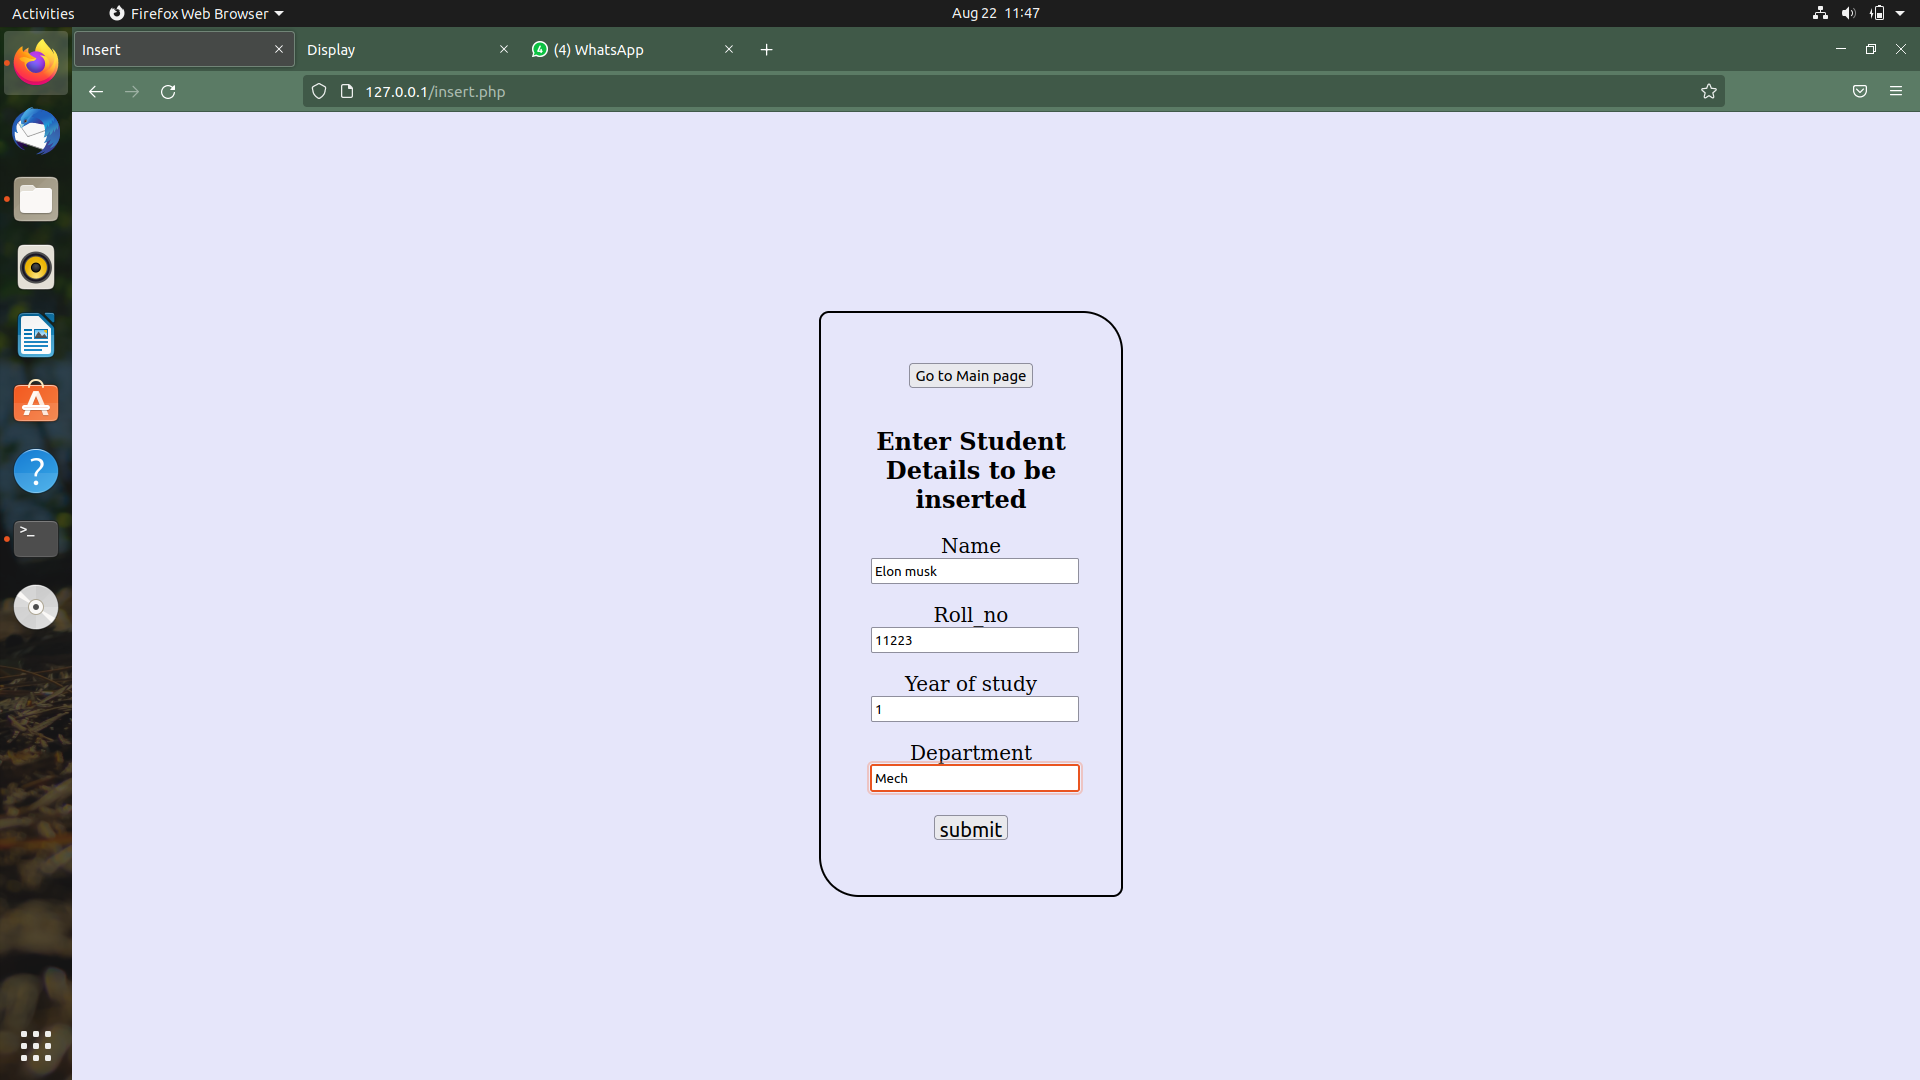 Activities
Firefox Web Browser
Aug 22 11:47
Insert
Display
4
(4) WhatsApp
127.0.0.1/insert.php
Go to Main page
Enter Student
Details to be
inserted
Name
Elon musk
Roll_no
11223
Year of study
1
Department
Mech
submit
>_
?